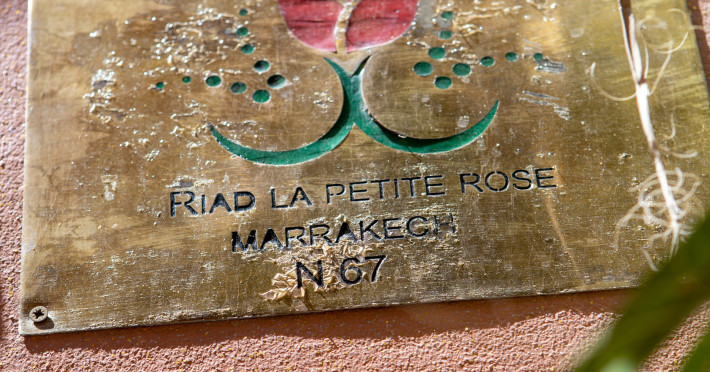 RIAD LA PETITE ROSE
MARRAKECH
N 67